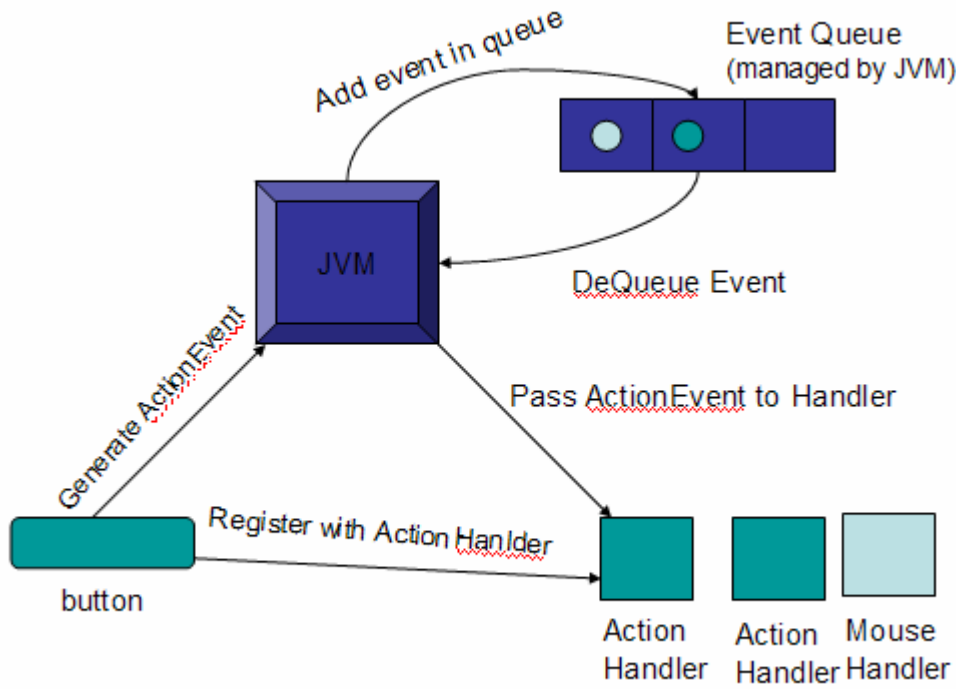 Add event in queue
Event Queue
(managed by JVM)
JVM
DeQueue Event
Generate ActionEvent
Pass ActionEvent to Handler
Register with Action Hanlder
button
Action
Handler
Action
Handler
Mouse
Handler